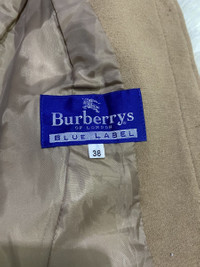 Burberrys
OF LONDON
BLUE LABEL
38